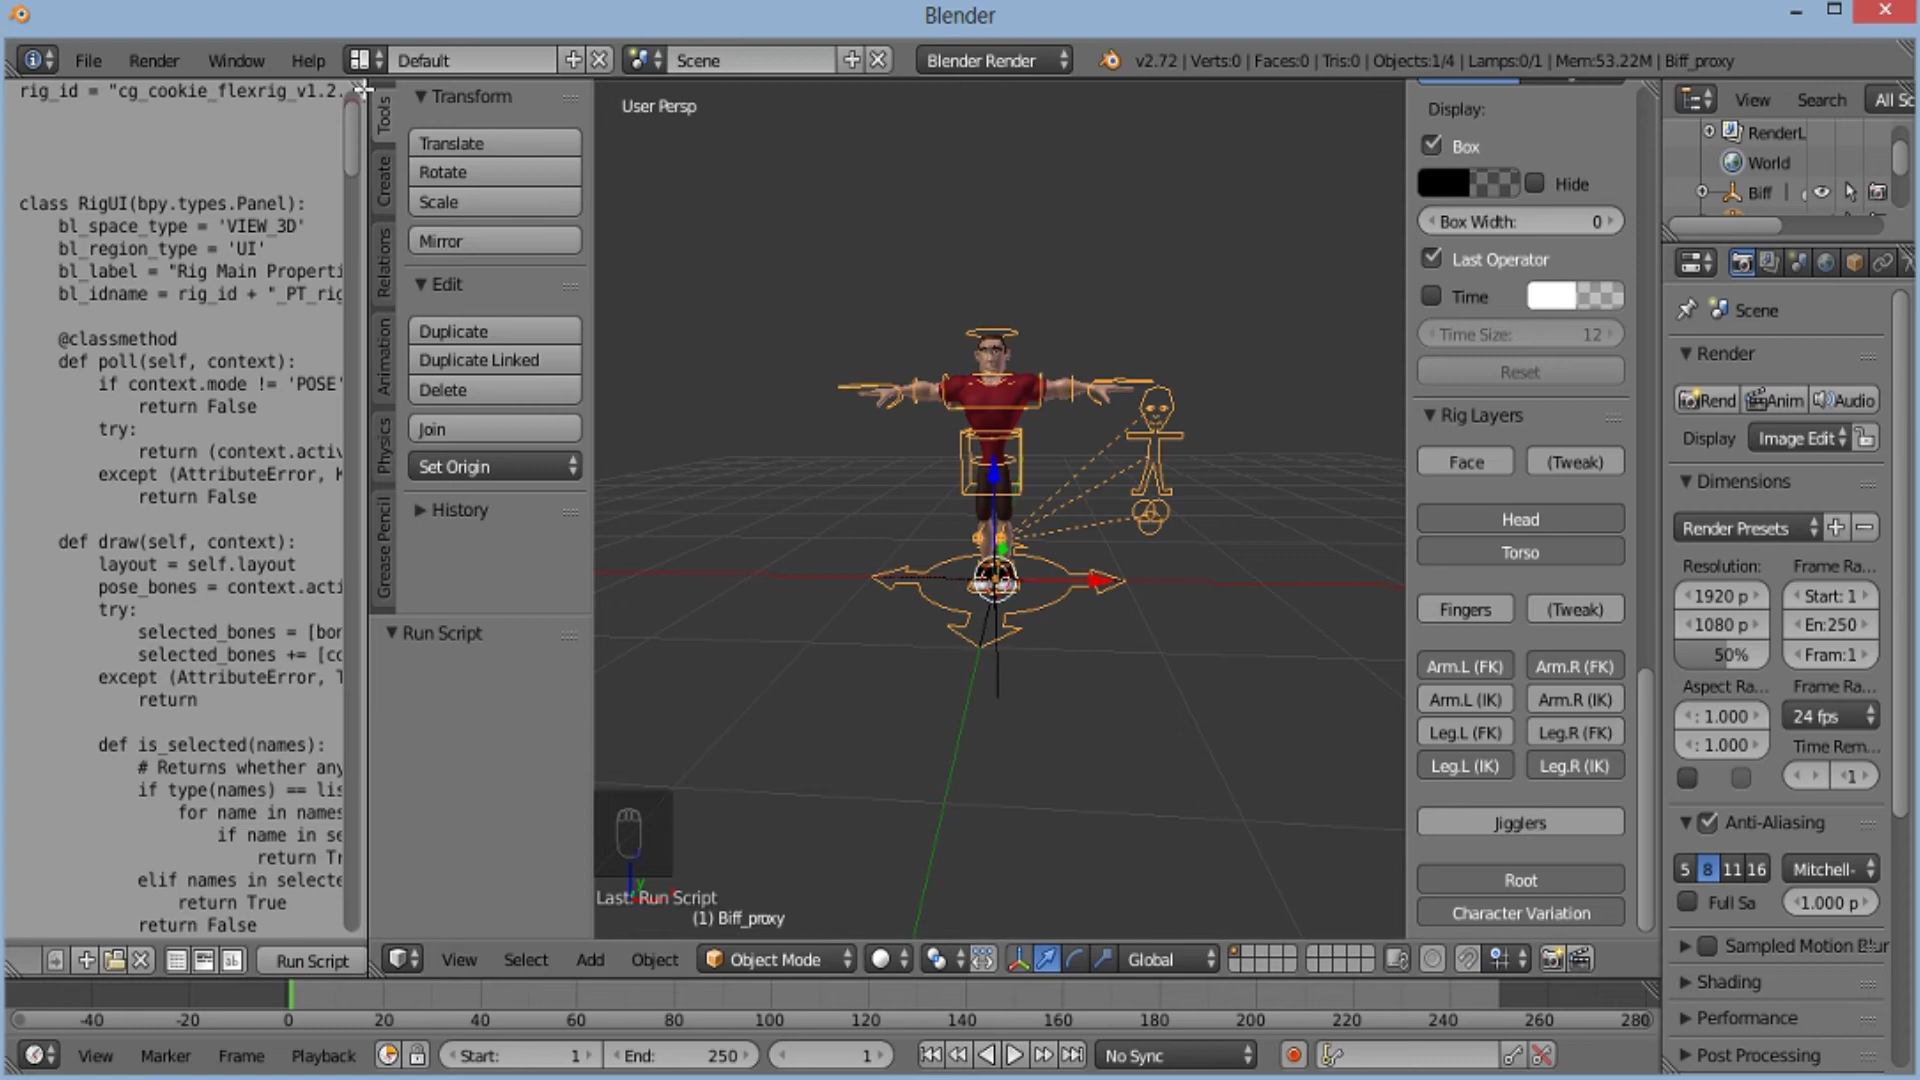 Blender
File Render Window Help Default Scene Blender Render v2.72 | Verts:0 | Faces:0 | Tris:0 | Objects:1/4 | Lamps:0/1 | Mem:53.22M | Biff_proxy
rig_id = "cg_cookie_flexrig_v1.2.
class RigUI(bpy.types.Panel):
bl_space_type = 'VIEW_3D'
bl_region_type = 'UI'
bl_label = "Rig Main Properti
bl_idname = rig_id + "_PT_rig
@classmethod
def poll(self, context):
if context.mode != 'POSE'
return False
try:
return (context.activ
except (AttributeError, K
return False
def draw(self, context):
layout = self.layout
pose_bones = context.acti
try:
selected_bones = [bon
selected_bones += [co
except (AttributeError, T
return
def is_selected(names):
# Returns whether any
if type(names) == lis
for name in names
if name in se
return Tr
elif names in selecte
return True
return False
Run Script
Tools
Create
Relations
Animation
Physics
Grease Pencil
Transform
Translate
Rotate
Scale
Mirror
Edit
Duplicate
Duplicate Linked
Delete
Join
Set Origin
History
Run Script
User Persp
Last: Run Script
(1) Biff_proxy
View Select Add Object Object Mode Global
Display:
Box
Hide
Box Width: 0
Last Operator
Time
Time Size: 12
Reset
Rig Layers
Face (Tweak)
Head
Torso
Fingers (Tweak)
Arm.L (FK) Arm.R (FK)
Arm.L (IK) Arm.R (IK)
Leg.L (FK) Leg.R (FK)
Leg.L (IK) Leg.R (IK)
Jigglers
Root
Character Variation
View Search All Sc
RenderL
World
Biff
Scene
Render
Rend Anim Audio
Display Image Edit
Dimensions
Render Presets
Resolution: Frame Ra...
1920 p Start: 1
1080 p En:250
50% Fram:1
Aspect Ra... Frame Ra...
: 1.000 24 fps
: 1.000 Time Rem...
1
Anti-Aliasing
5 8 11 16 Mitchell-
Full Sa 1.000 p
Sampled Motion Blur
Shading
Performance
Post Processing
-40 -20 0 20 40 60 80 100 120 140 160 180 200 220 240 260 280
View Marker Frame Playback Start: 1 End: 250 1 No Sync